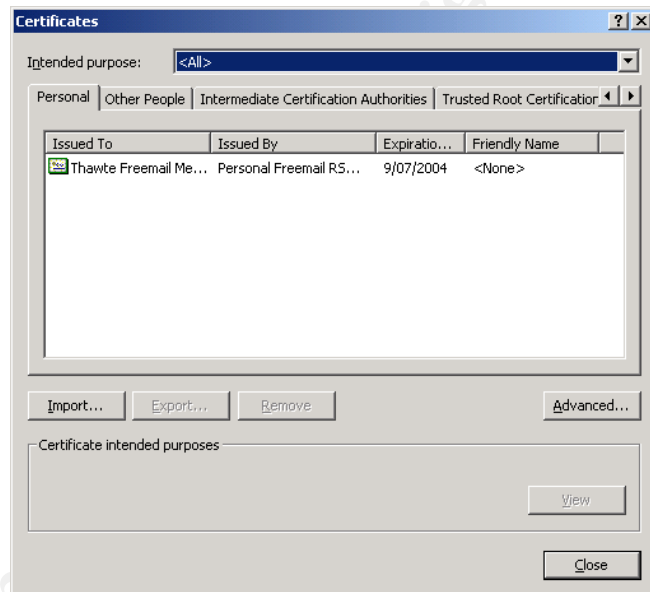 Certificates
Intended purpose: <All>
Personal Other People Intermediate Certification Authorities Trusted Root Certification
Issued To Issued By Expiratio... Friendly Name
Thawte Freemail Me... Personal Freemail RS... 9/07/2004 <None>
Import... Export... Remove Advanced...
Certificate intended purposes
View
Close